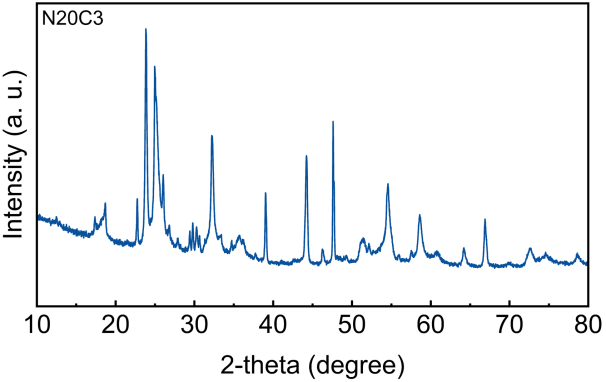 N20C3
Intensity (a. u.)
10 20 30 40 50 60 70 80
2-theta (degree)